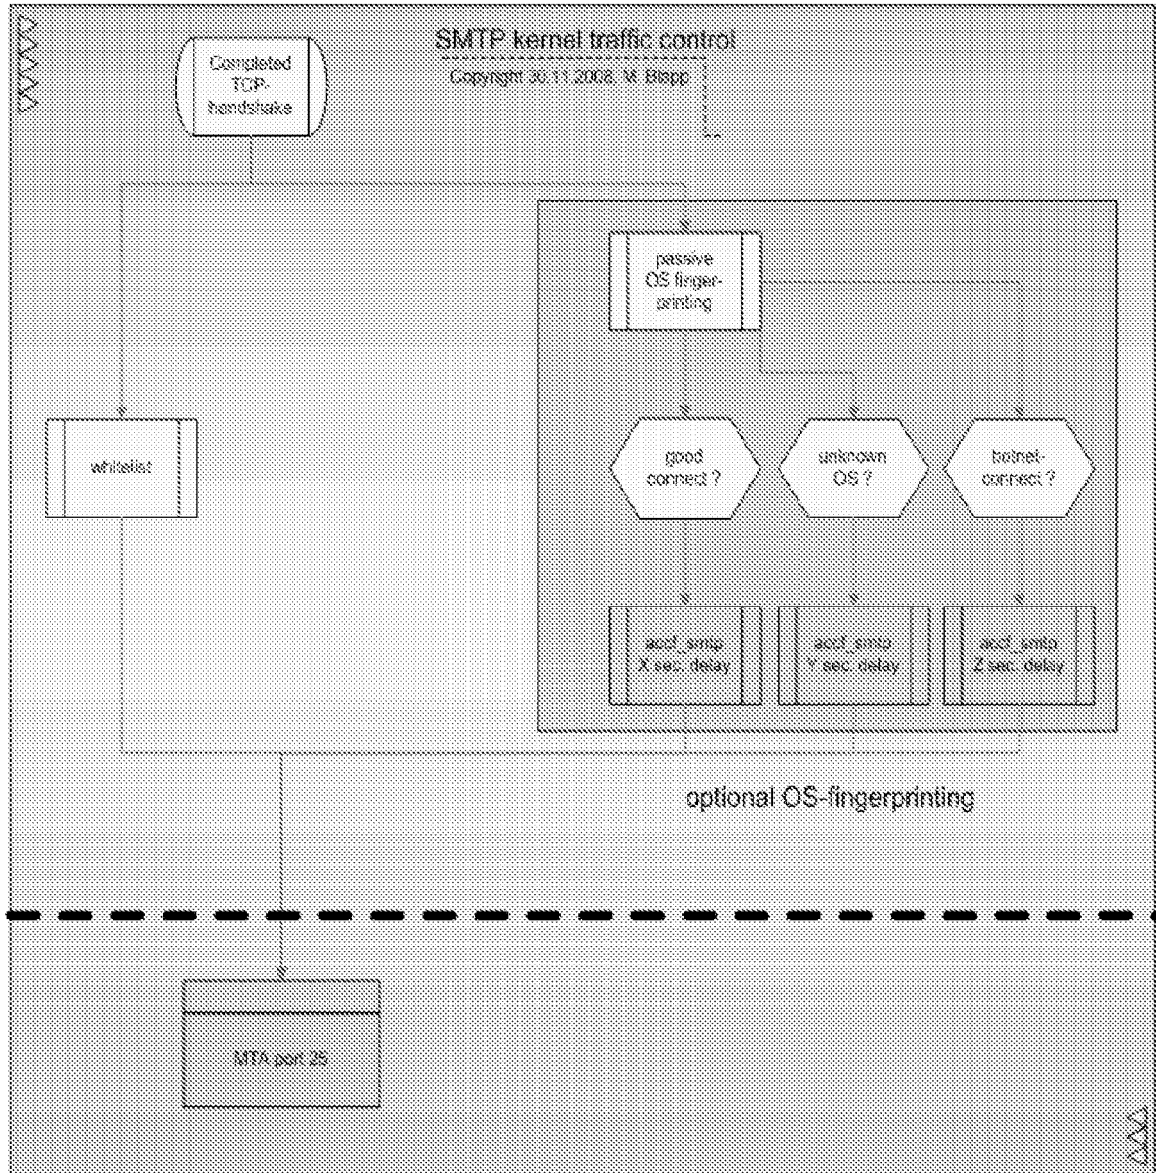 SMTP kernel traffic control
Copyright 30.11.2008, M. Blapp
Completed
TCP-
handshake
passive
OS finger-
printing
whitelist
good
connect ?
unknown
OS ?
botnet-
connect ?
accf_smtp
X sec. delay
accf_smtp
Y sec. delay
accf_smtp
Z sec. delay
optional OS-fingerprinting
MTA port 25